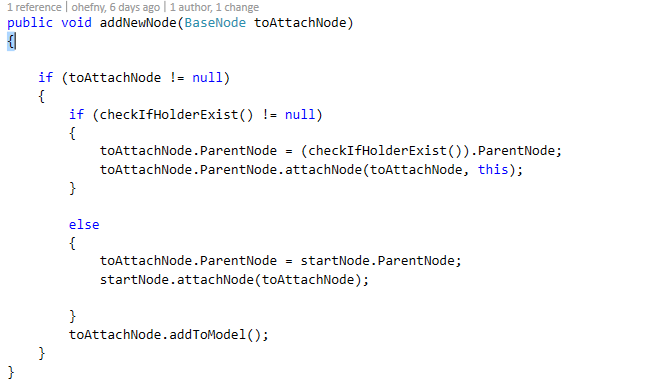 1 reference | ohefny, 6 days ago | 1 author, 1 change
public void addNewNode(BaseNode toAttachNode)
{
if (toAttachNode != null)
{
if (checkIfHolderExist() != null)
{
toAttachNode.ParentNode = (checkIfHolderExist()).ParentNode;
toAttachNode.ParentNode.attachNode(toAttachNode, this);
}
else
{
toAttachNode.ParentNode = startNode.ParentNode;
startNode.attachNode(toAttachNode);
}
toAttachNode.addToModel();
}
}